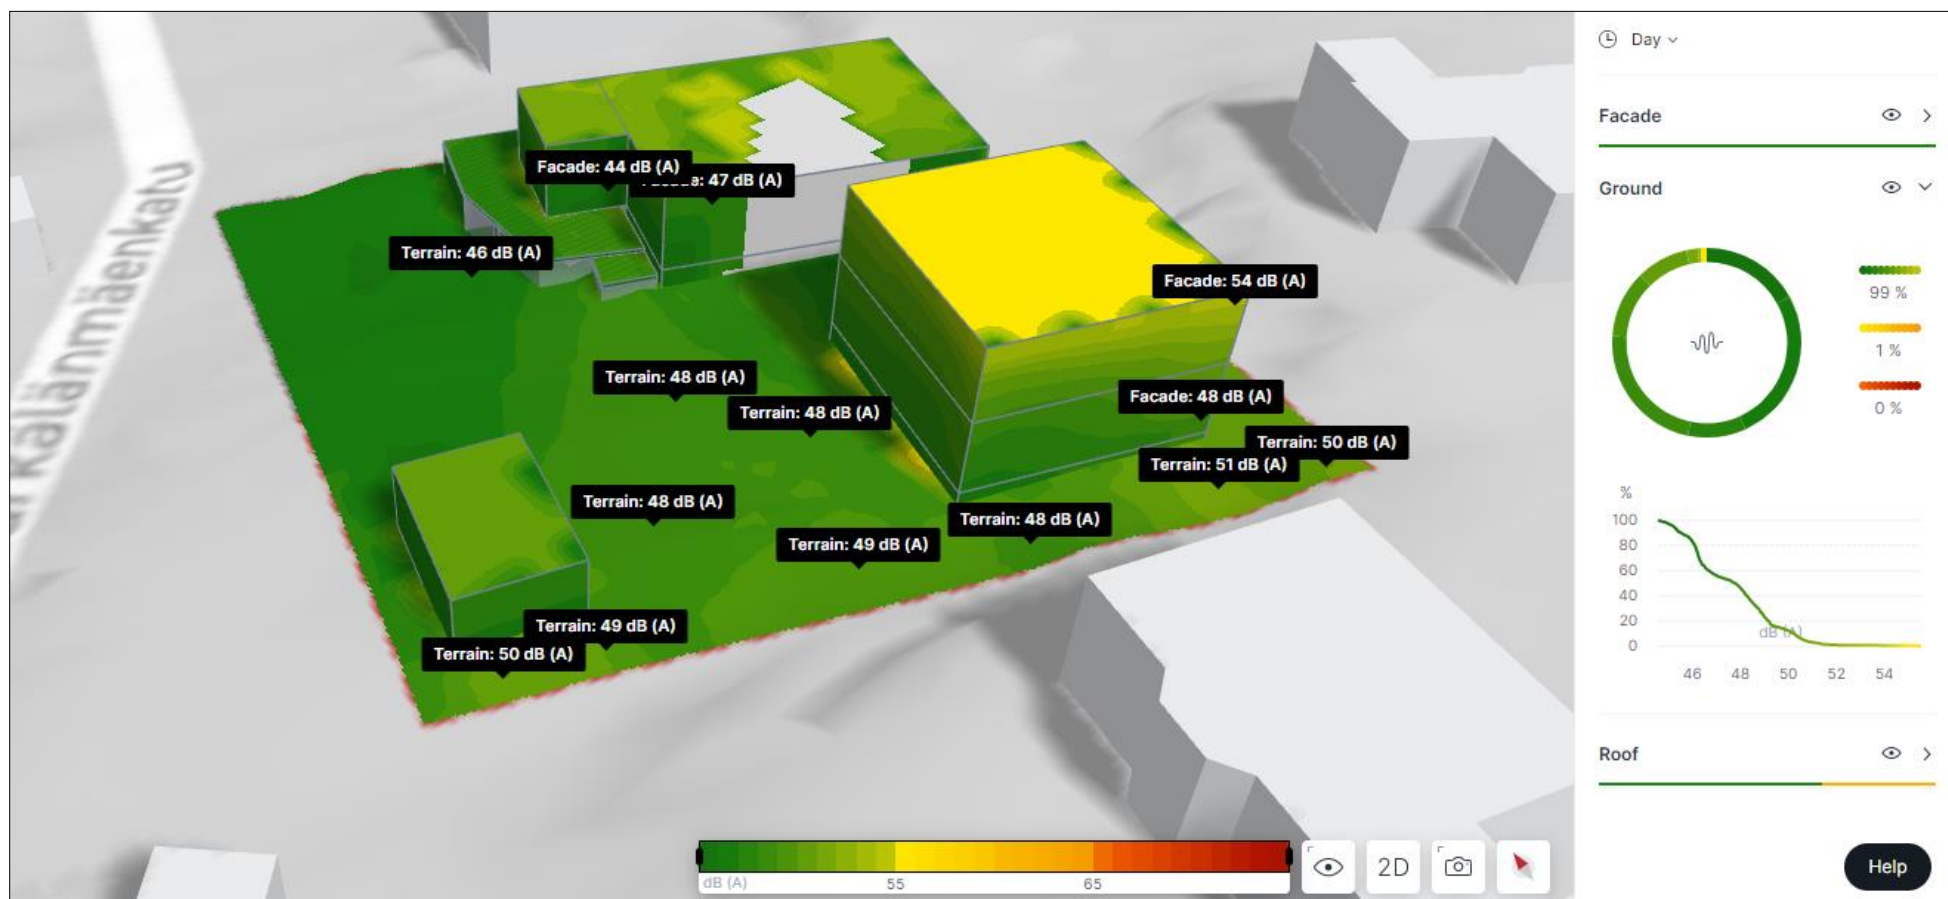 Day
Facade
Ground
99 %
1 %
0 %
%
100
80
60
40
20
0
dB (A)
46 48 50 52 54
Roof
Help
Facade: 44 dB (A)
Facade: 47 dB (A)
Terrain: 46 dB (A)
Facade: 54 dB (A)
Terrain: 48 dB (A)
Terrain: 48 dB (A)
Facade: 48 dB (A)
Terrain: 50 dB (A)
Terrain: 51 dB (A)
Terrain: 48 dB (A)
Terrain: 48 dB (A)
Terrain: 49 dB (A)
Terrain: 49 dB (A)
Terrain: 50 dB (A)
Kälänmäenkatu
dB (A)
55
65
2D